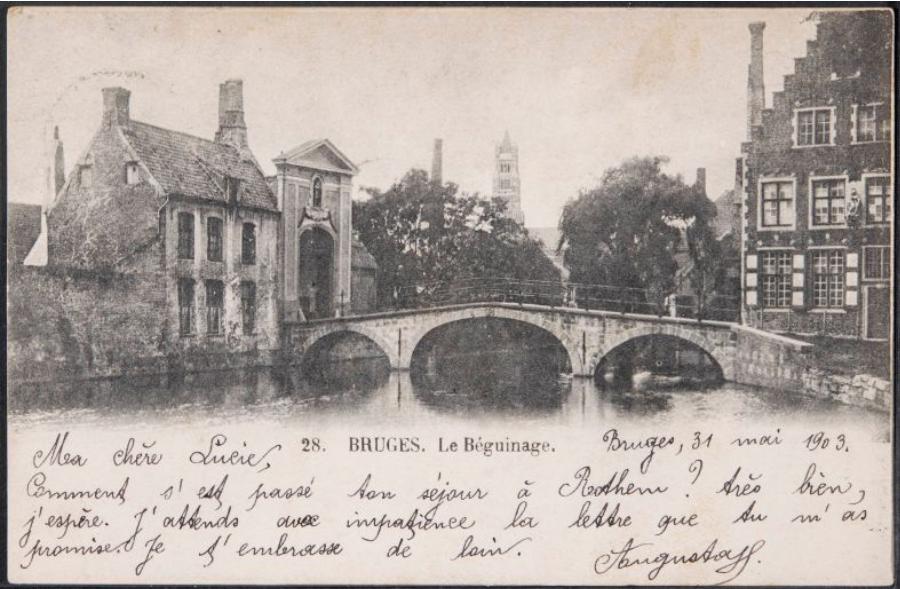 28. BRUGES. Le Béguinage.
Bruges, 31 mai 1903.
Ma chère Lucie,
Comment s'est passé ton séjour à Rothem? très bien,
j'espère. J'attends avec impatience la lettre que tu m'as
promise. Je t'embrasse de loin.